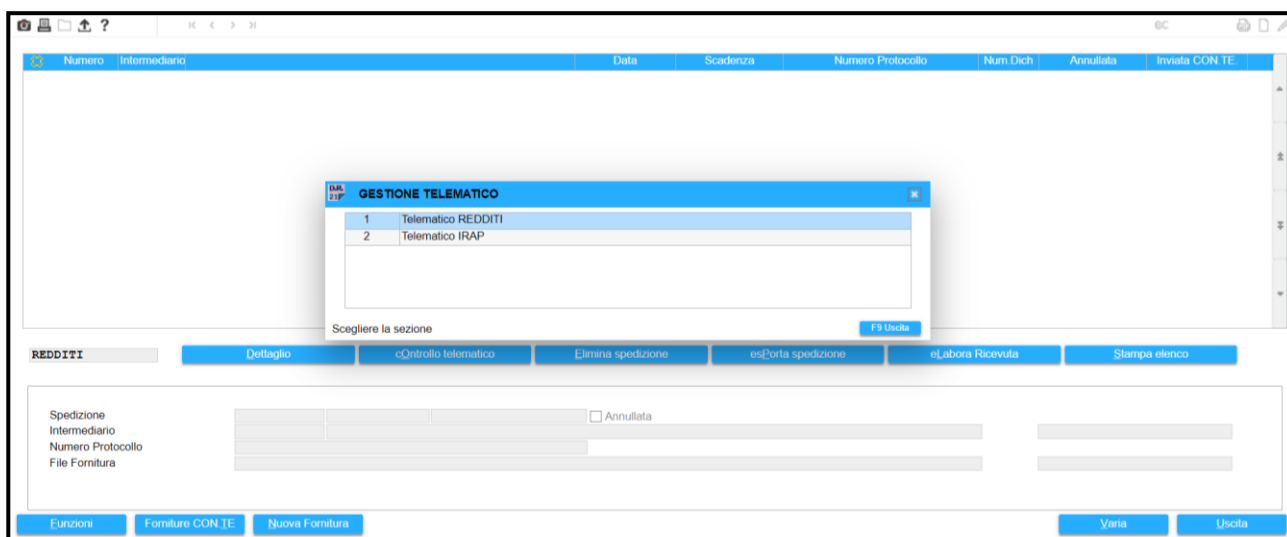 ?
Numero Intermediario Data Scadenza Numero Protocollo Num.Dich Annullata Inviata CON.TE.
GESTIONE TELEMATICO
1 Telematico REDDITI
2 Telematico IRAP
Scegliere la sezione F9 Uscita
REDDITI Dettaglio cOntrollo telematico Elimina spedizione esPorta spedizione eLabora Ricevuta Stampa elenco
Spedizione Annullata
Intermediario
Numero Protocollo
File Fornitura
Funzioni Forniture CON.TE Nuova Fornitura Varia Uscita